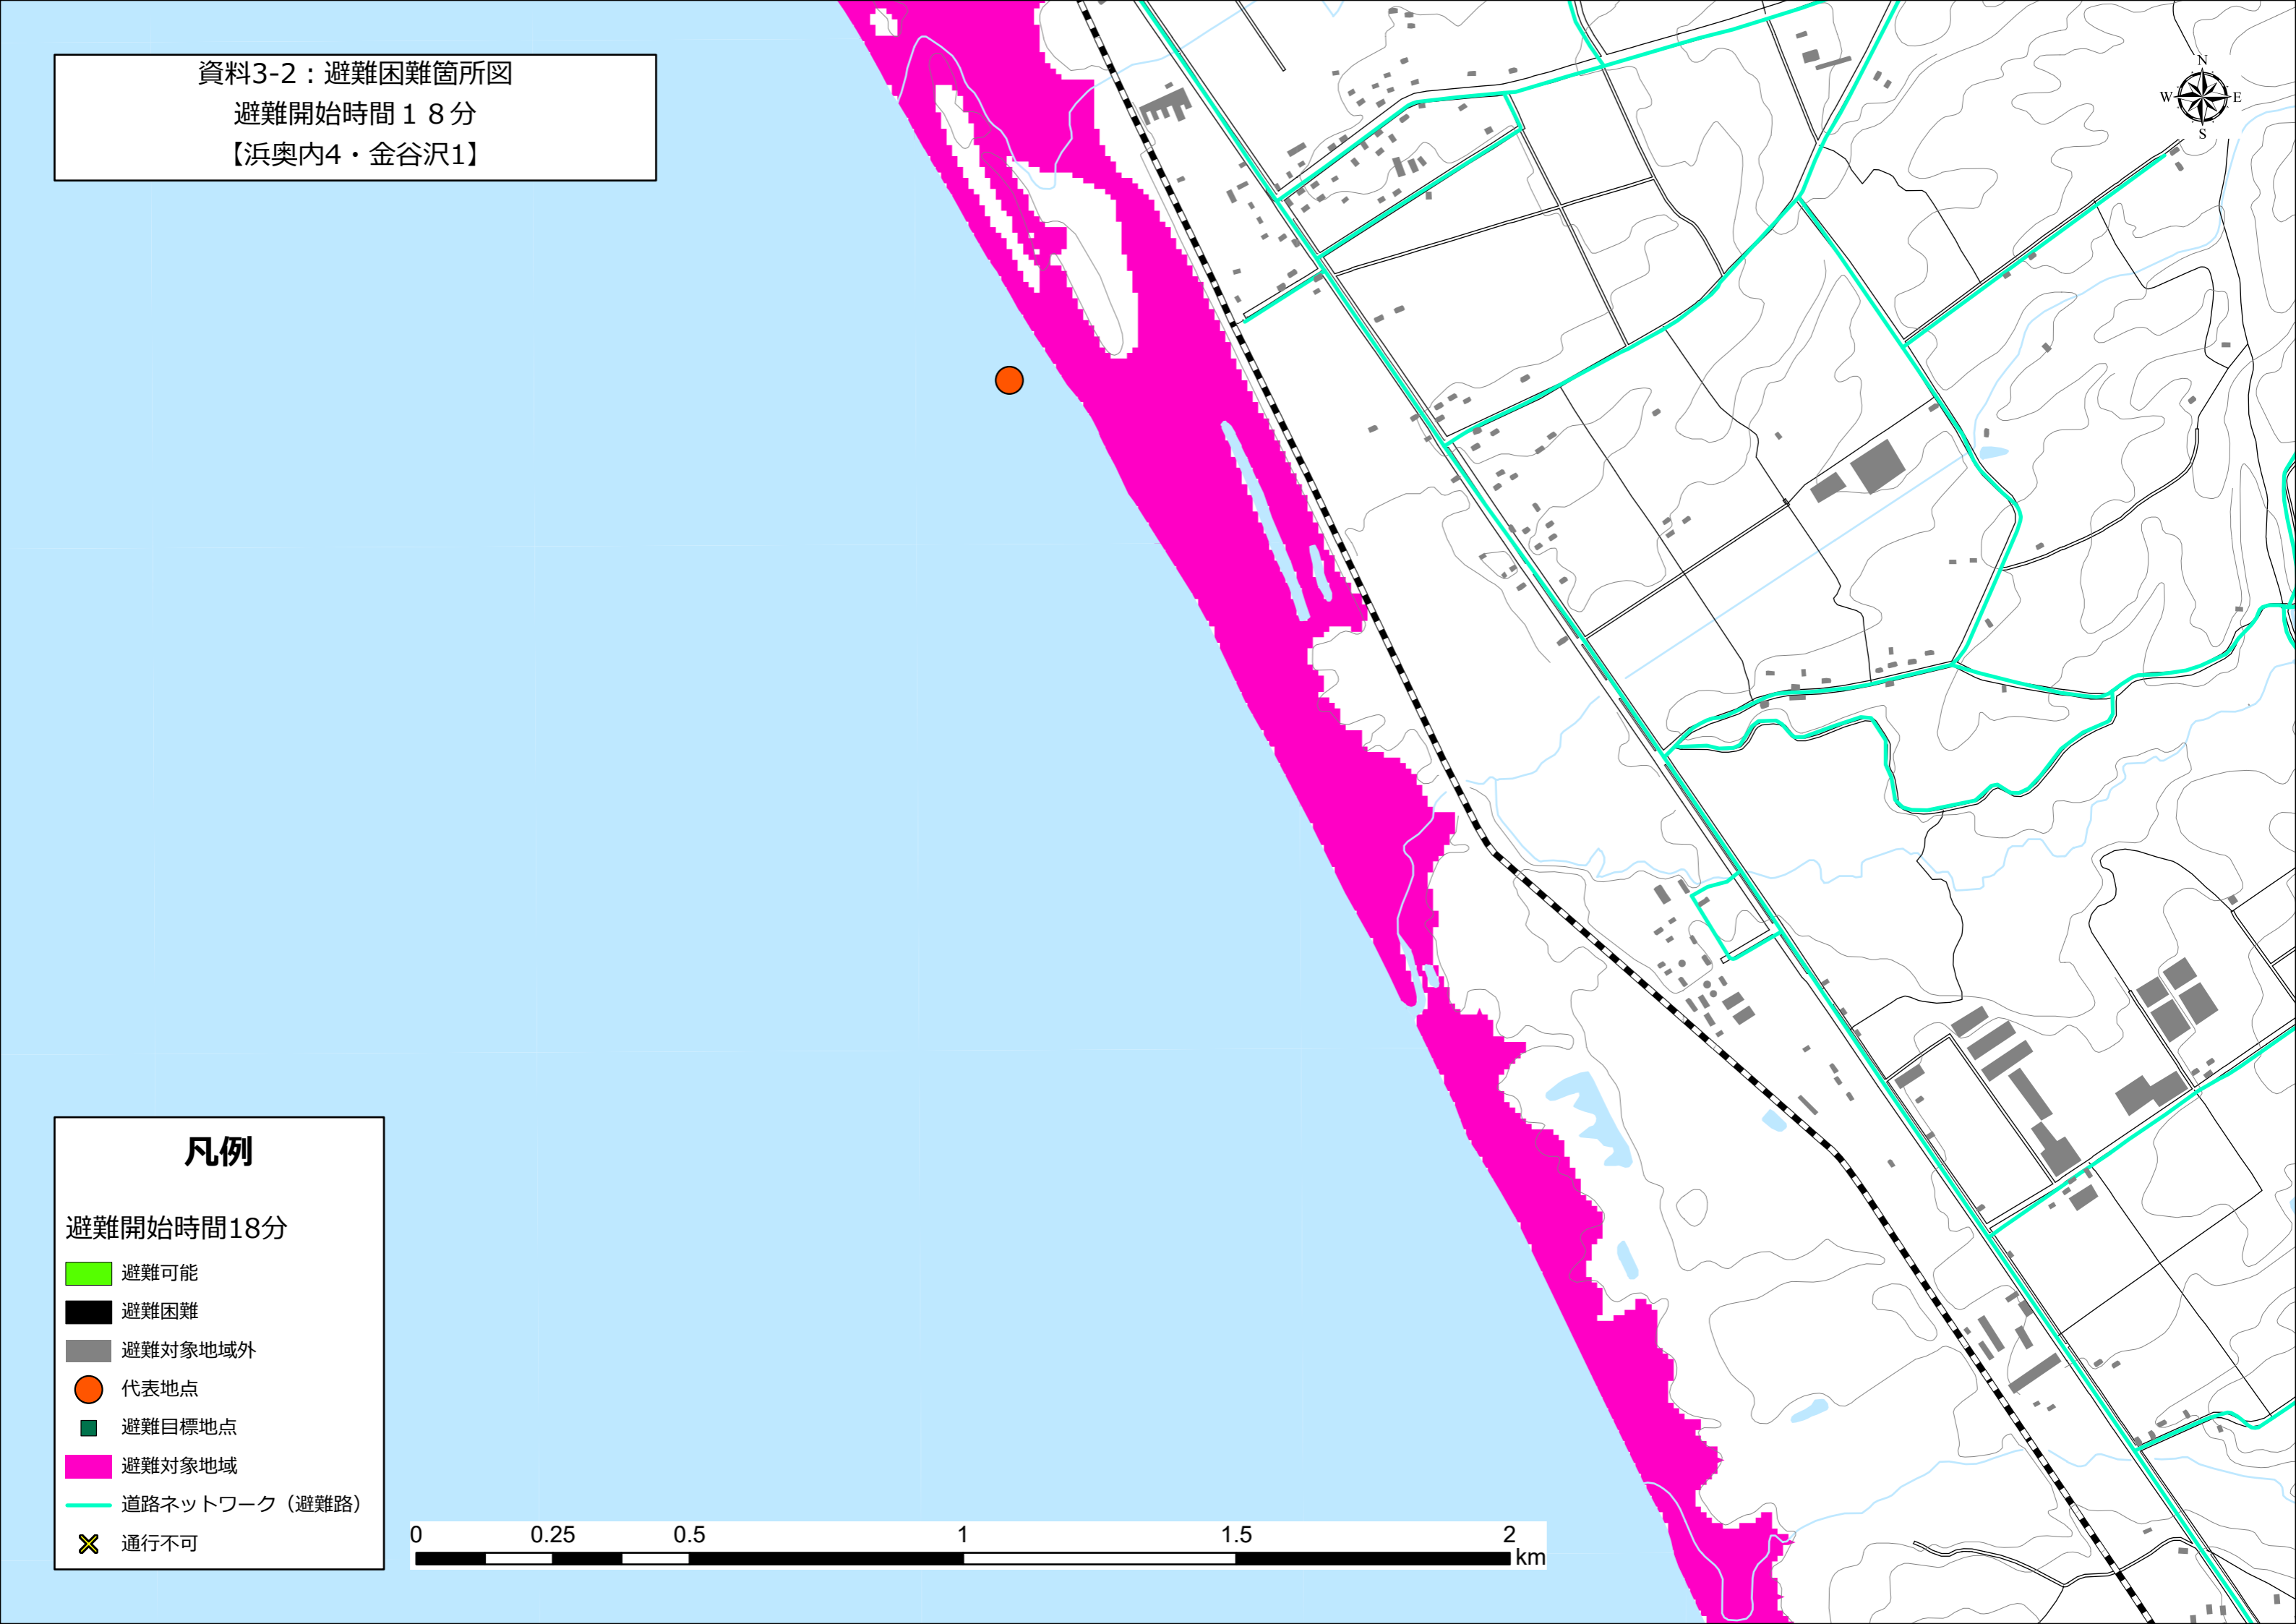 資料3-2：避難困難箇所図
避難開始時間１８分
【浜奥内4・金谷沢1】
N
W E
S
凡例
避難開始時間18分
避難可能
避難困難
避難対象地域外
代表地点
避難目標地点
避難対象地域
道路ネットワーク（避難路）
通行不可
0 0.25 0.5 1 1.5 2
km